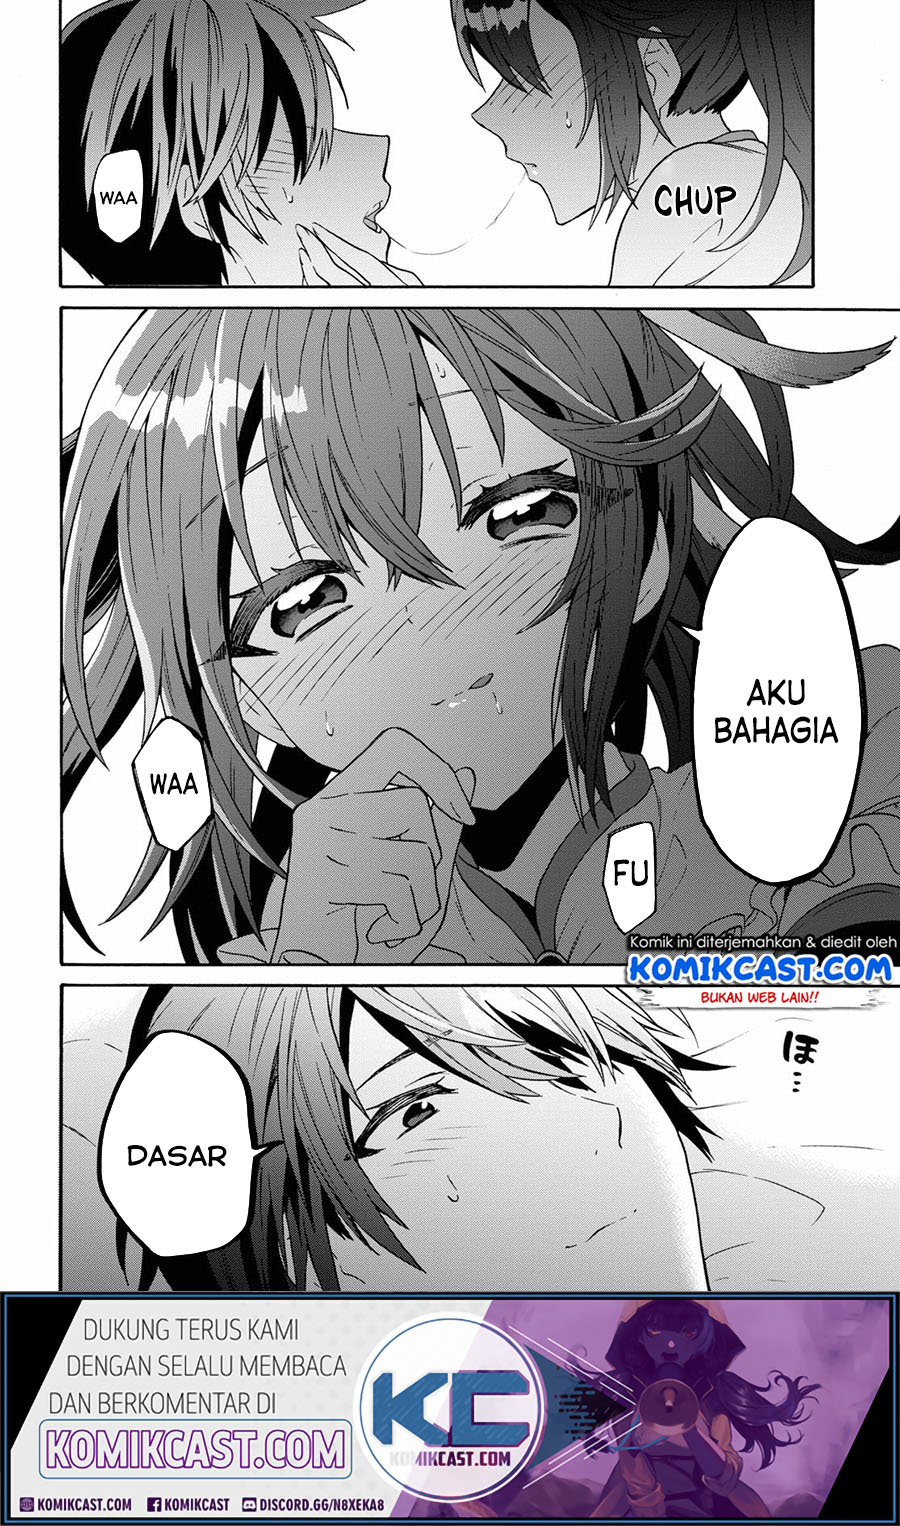 CHUP
WAA
AKU
BAHAGIA
WAA
FU
Komik ini diterjemahkan & diedit oleh
KOMIKCAST.COM
BUKAN WEB LAIN!!
ほ…
DASAR
DUKUNG TERUS KAMI
DENGAN SELALU MEMBACA
DAN BERKOMENTAR DI
KOMIKCAST.COM
KC
KOMIKCAST.COM
KOMIKCAST.COM KOMIKCAST DISCORD.GG/N8XEKA8